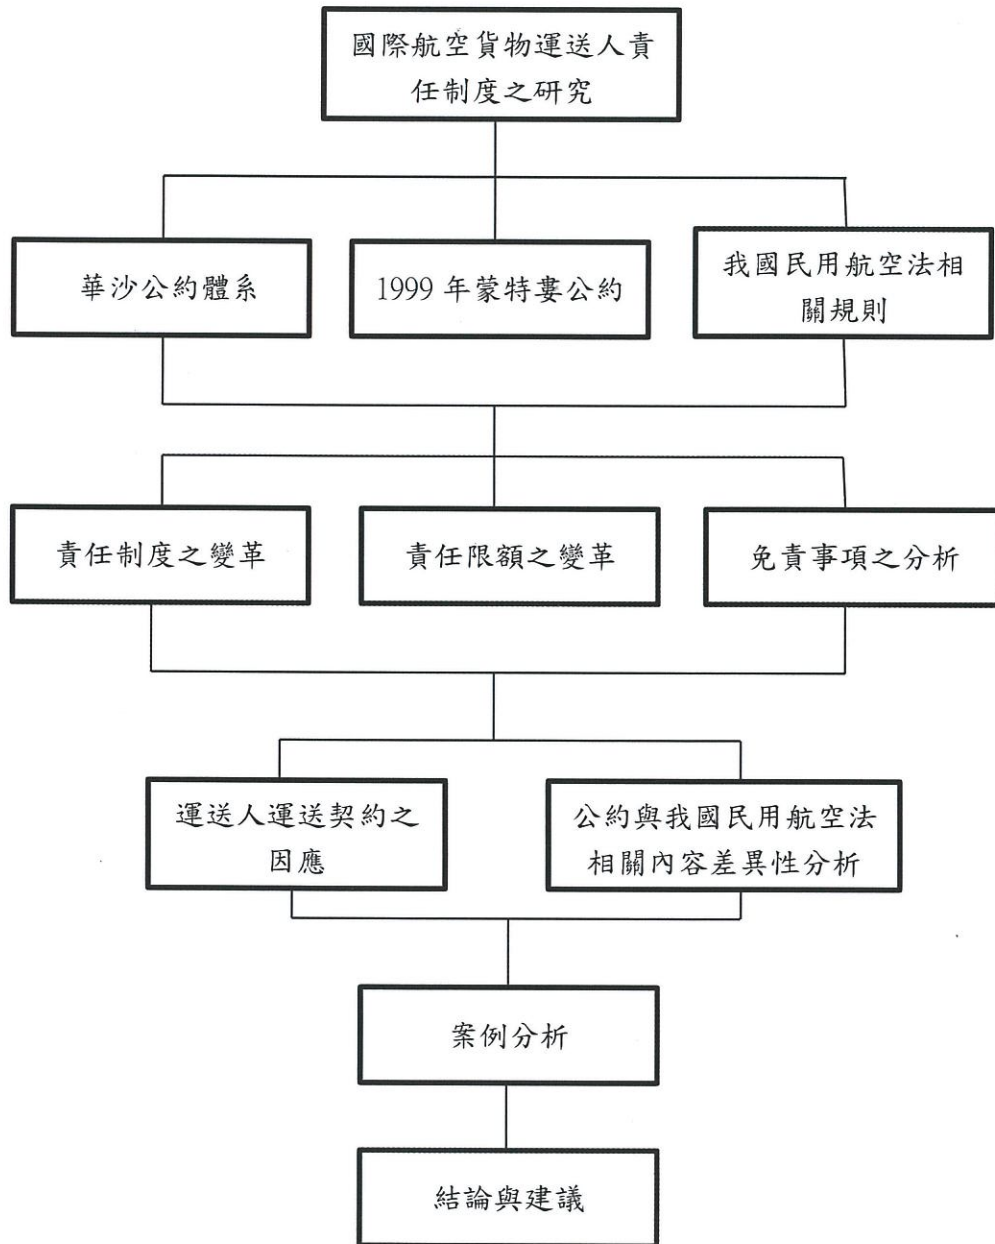 國際航空貨物運送人責
任制度之研究
華沙公約體系
1999 年蒙特婁公約
我國民用航空法相
關規則
責任制度之變革
責任限額之變革
免責事項之分析
運送人運送契約之
因應
公約與我國民用航空法
相關內容差異性分析
案例分析
結論與建議